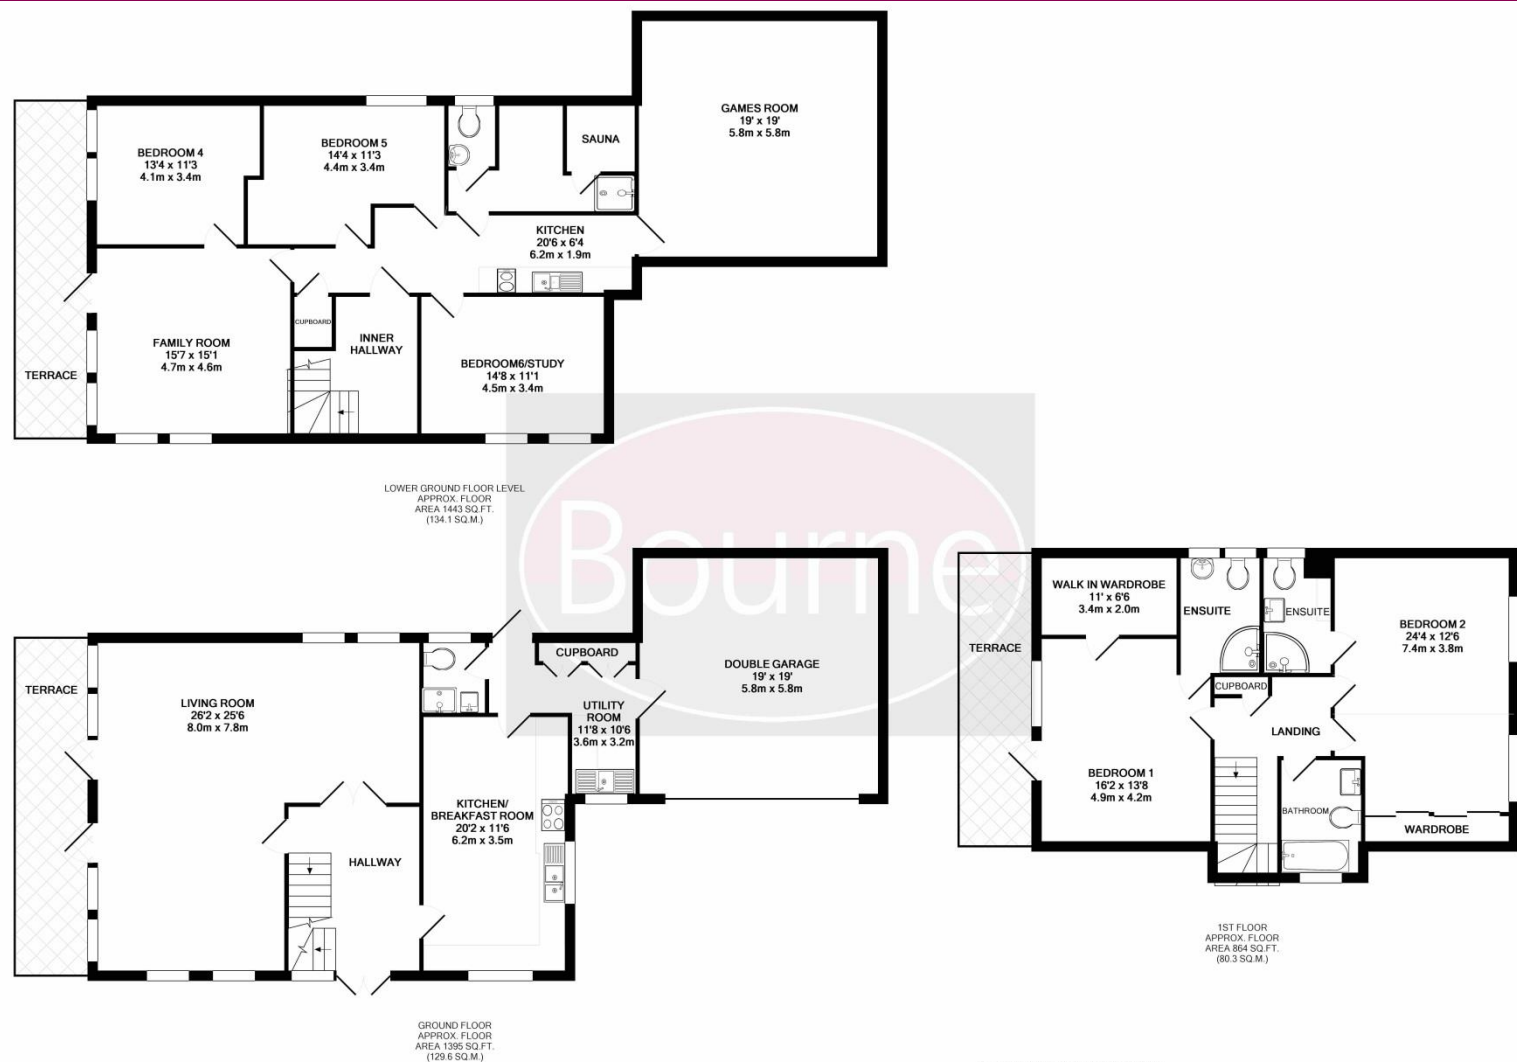 GAMES ROOM
19' x 19'
5.8m x 5.8m
SAUNA
BEDROOM 5
14'4 x 11'3
4.4m x 3.4m
BEDROOM 4
13'4 x 11'3
4.1m x 3.4m
KITCHEN
20'6 x 6'4
6.2m x 1.9m
CUPBOARD
INNER
HALLWAY
FAMILY ROOM
15'7 x 15'1
4.7m x 4.6m
TERRACE
BEDROOM6/STUDY
14'8 x 11'1
4.5m x 3.4m
LOWER GROUND FLOOR LEVEL
APPROX. FLOOR
AREA 1443 SQ.FT.
(134.1 SQ.M.)
Bourne
CUPBOARD
DOUBLE GARAGE
19' x 19'
5.8m x 5.8m
TERRACE
LIVING ROOM
26'2 x 25'6
8.0m x 7.8m
UTILITY
ROOM
11'8 x 10'6
3.6m x 3.2m
KITCHEN/
BREAKFAST ROOM
20'2 x 11'6
6.2m x 3.5m
HALLWAY
GROUND FLOOR
APPROX. FLOOR
AREA 1395 SQ.FT.
(129.6 SQ.M.)
WALK IN WARDROBE
11' x 6'6
3.4m x 2.0m
ENSUITE
ENSUITE
BEDROOM 2
24'4 x 12'6
7.4m x 3.8m
TERRACE
CUPBOARD
LANDING
BEDROOM 1
16'2 x 13'8
4.9m x 4.2m
BATHROOM
WARDROBE
1ST FLOOR
APPROX. FLOOR
AREA 864 SQ.FT.
(80.3 SQ.M.)